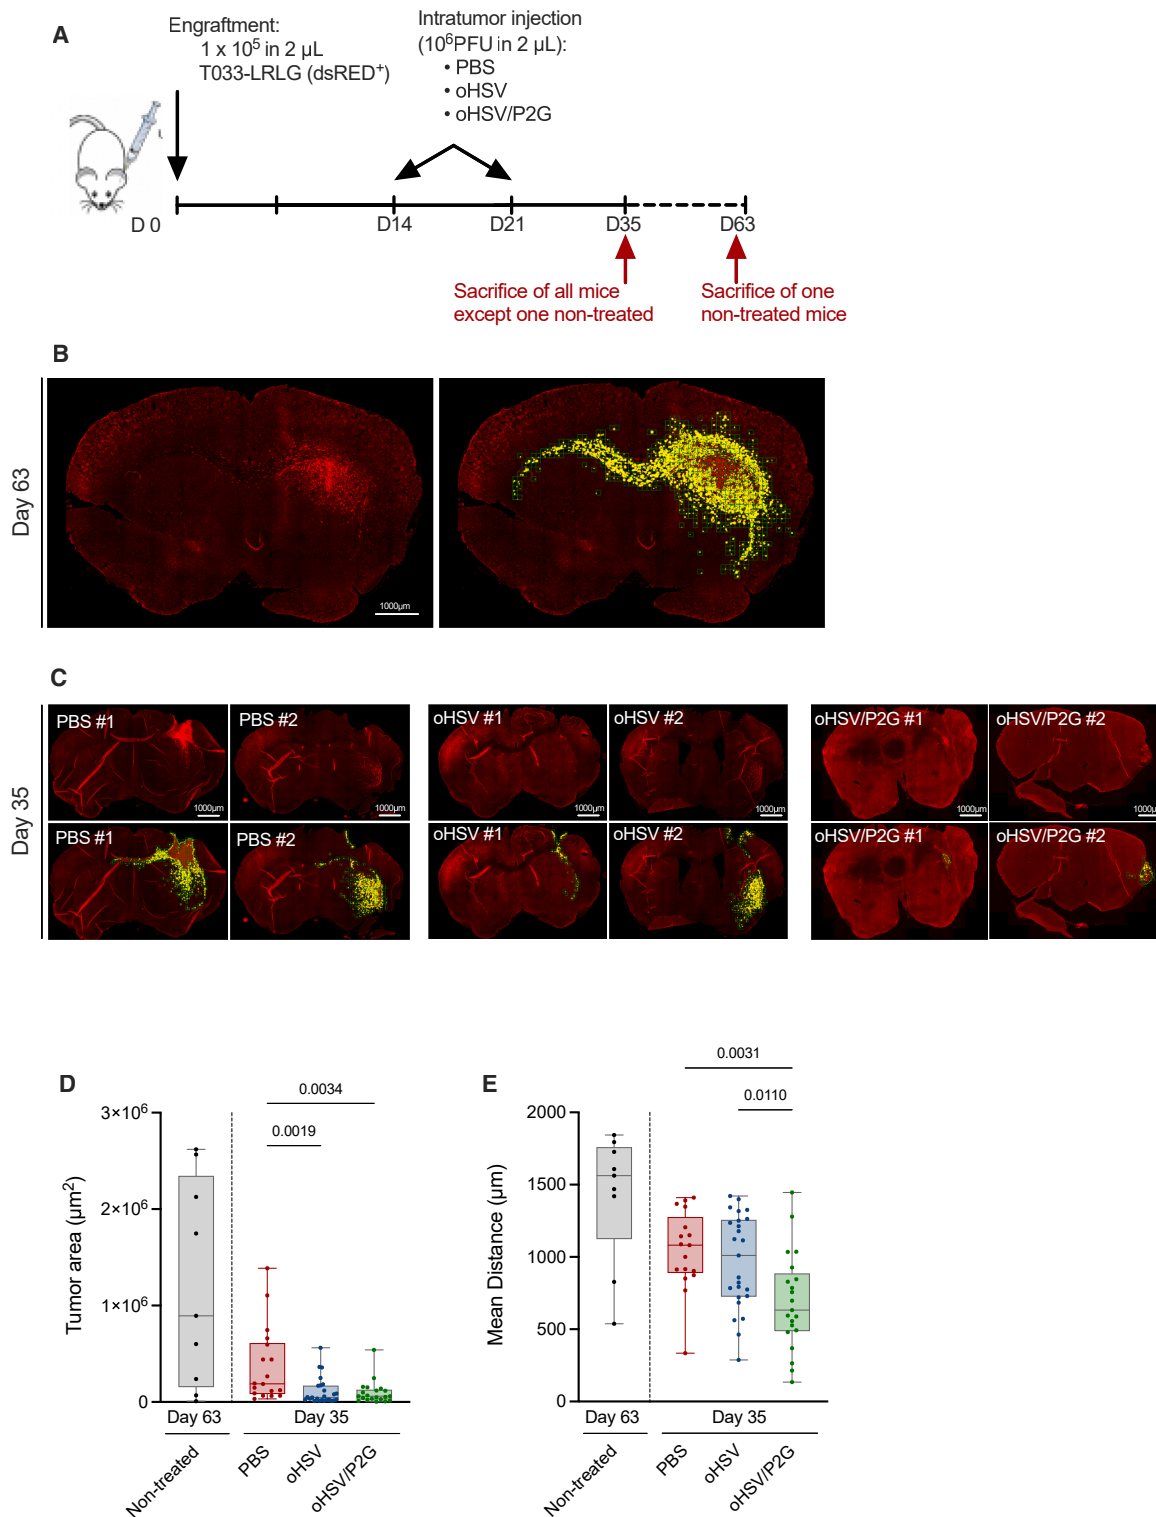 A
Engraftment:
1 x 10⁵ in 2 µL
T033-LRLG (dsRED⁺)
Intratumor injection
(10⁶PFU in 2 µL):
• PBS
• oHSV
• oHSV/P2G
D 0
D14
D21
D35
D63
Sacrifice of all mice
except one non-treated
Sacrifice of one
non-treated mice
B
Day 63
1000µm
C
Day 35
PBS #1
1000µm
PBS #2
1000µm
oHSV #1
1000µm
oHSV #2
1000µm
oHSV/P2G #1
1000µm
oHSV/P2G #2
1000µ
PBS #1
PBS #2
oHSV #1
oHSV #2
oHSV/P2G #1
oHSV/P2G #2
D
0.0034
0.0019
Tumor area (µm²)
3×10⁶
2×10⁶
1×10⁶
0
Day 63
Day 35
Non-treated
PBS
oHSV
oHSV/P2G
E
0.0031
0.0110
Mean Distance (µm)
2000
1500
1000
500
0
Day 63
Day 35
Non-treated
PBS
oHSV
oHSV/P2G